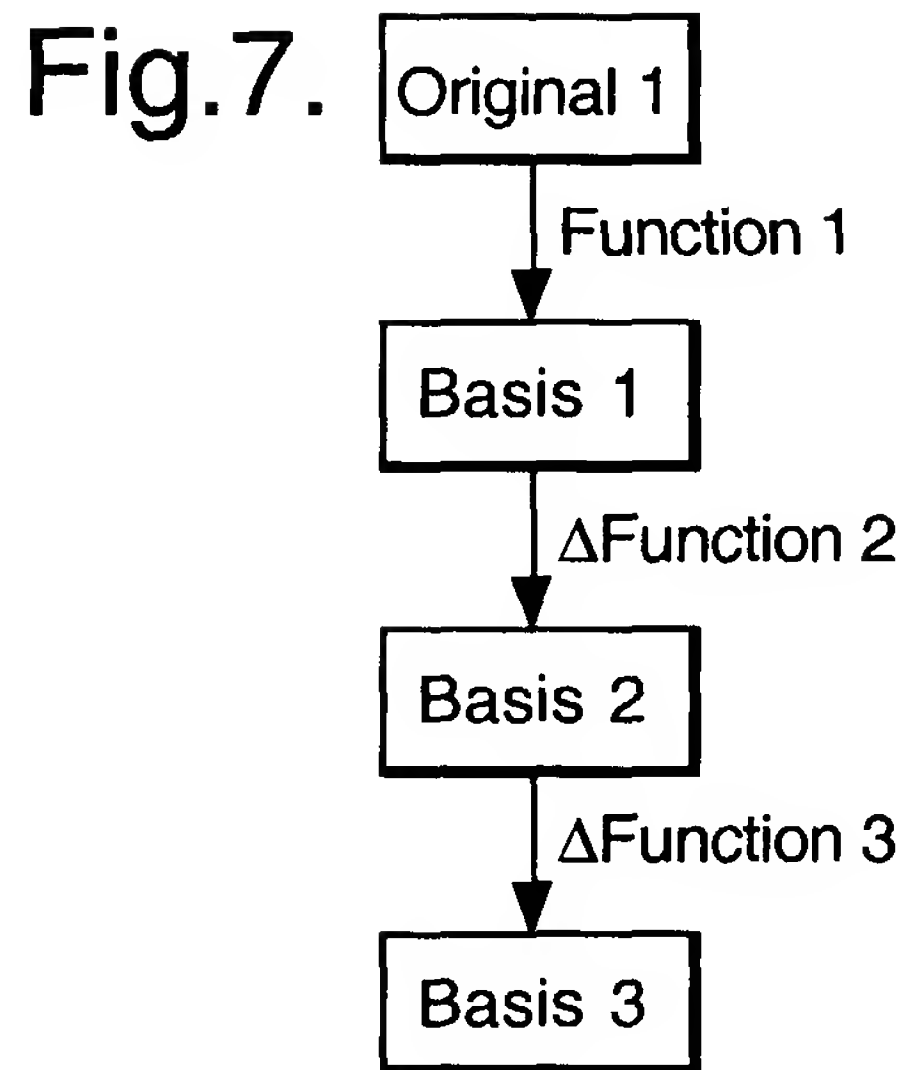 Fig.7.
Original 1
Function 1
Basis 1
ΔFunction 2
Basis 2
ΔFunction 3
Basis 3